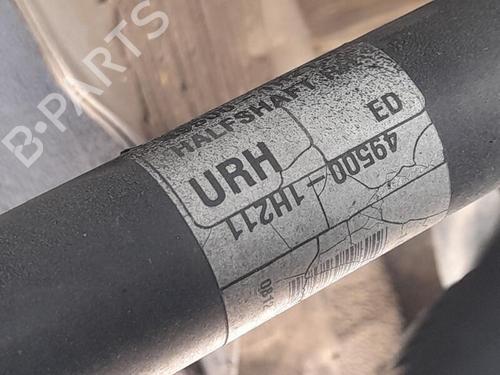 HALFSHAFT
URH ED
49500-1H211
B-PARTS